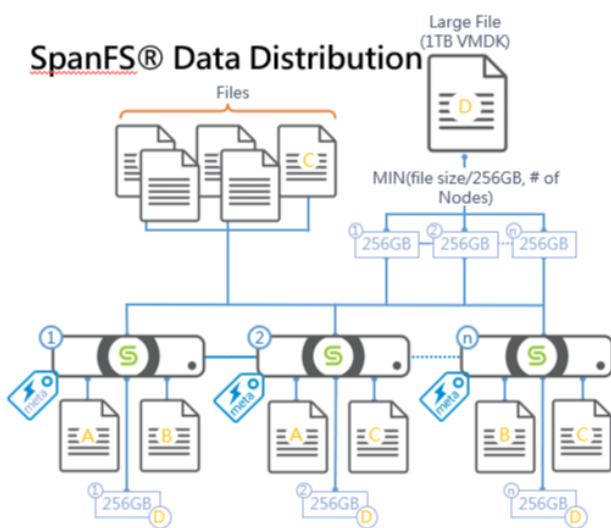 Large File
(1TB VMDK)
SpanFS® Data Distribution
Files
D
C
MIN(file size/256GB, # of
Nodes)
1 2 n
256GB 256GB 256GB
1 2 n
S S S
meta meta meta
A B A C B C
1 2 n
256GB 256GB 256GB
D D D